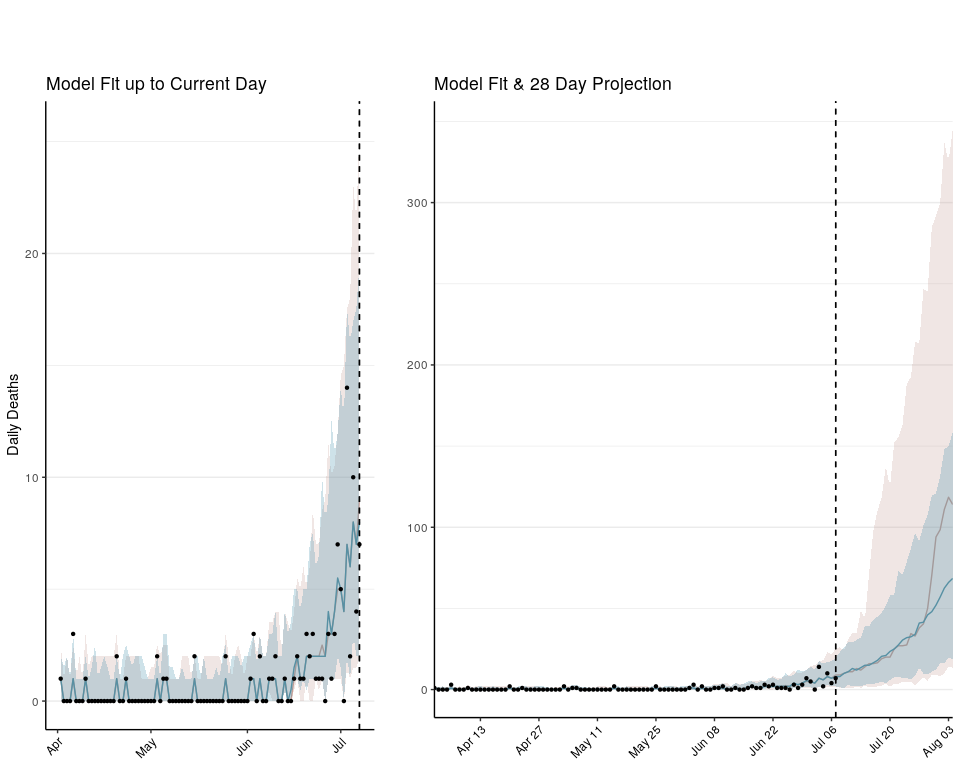 Model Fit up to Current Day
Daily Deaths
20
10
0
Apr
May
Jun
Jul
Model Fit & 28 Day Projection
300
200
100
0
Apr 13
Apr 27
May 11
May 25
Jun 08
Jun 22
Jul 06
Jul 20
Aug 03